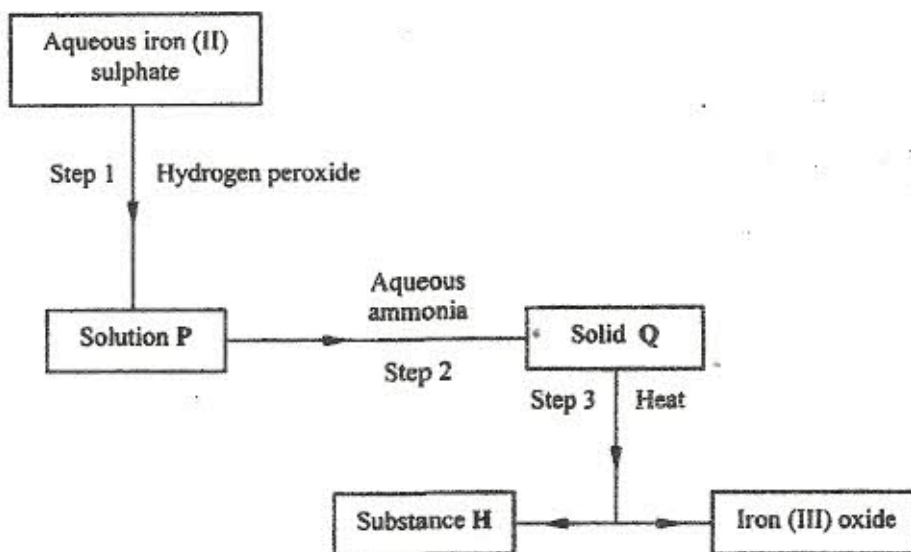 Aqueous iron (II)
sulphate
Step 1 Hydrogen peroxide
Aqueous
ammonia
Solution P
Solid Q
Step 2
Step 3 Heat
Substance H
Iron (III) oxide